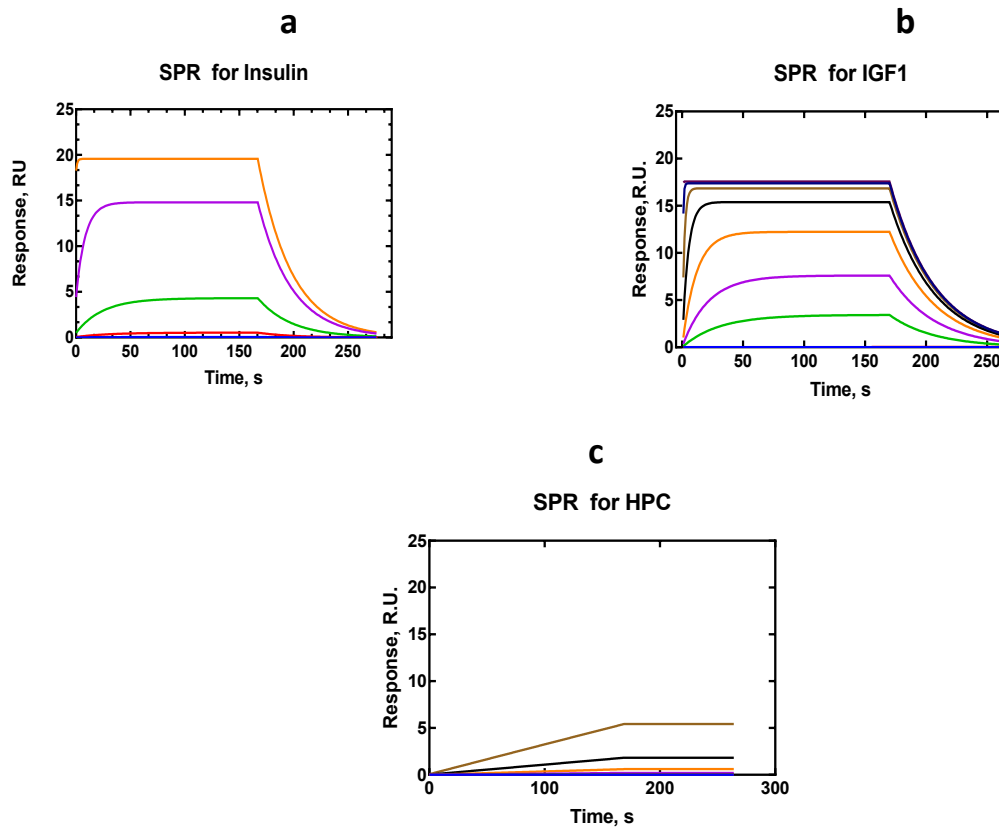 a
SPR for Insulin
25
20
15
10
5
0
Response, RU
0 50 100 150 200 250
Time, s
b
SPR for IGF1
25
20
15
10
5
0
Response,R.U.
0 50 100 150 200 250
Time, s
c
SPR for HPC
25
20
15
10
5
0
Response, R.U.
0 100 200 300
Time, s